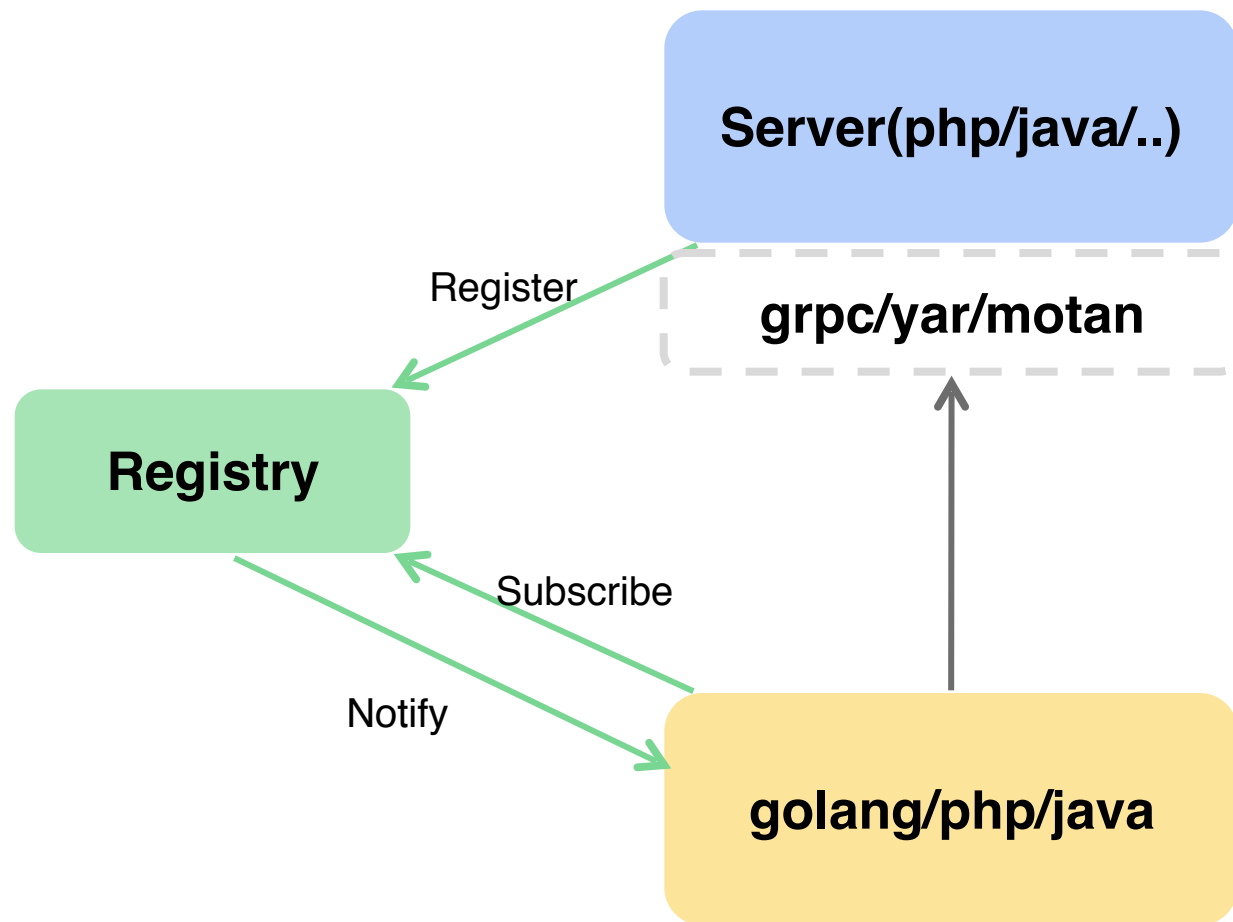 Server(php/java/..)
Register
grpc/yar/motan
Registry
Subscribe
Notify
golang/php/java